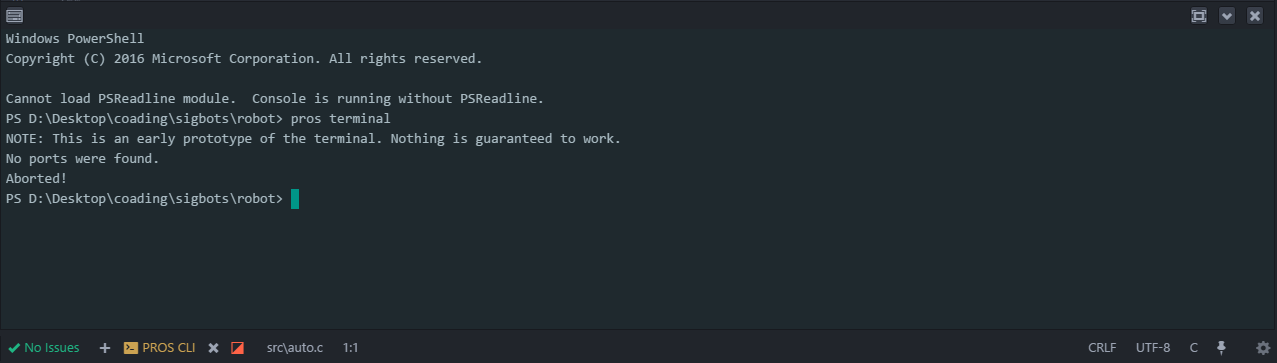 Windows PowerShell
Copyright (C) 2016 Microsoft Corporation. All rights reserved.
Cannot load PSReadline module.  Console is running without PSReadline.
PS D:\Desktop\coading\sigbots\robot> pros terminal
NOTE: This is an early prototype of the terminal. Nothing is guaranteed to work.
No ports were found.
Aborted!
PS D:\Desktop\coading\sigbots\robot>
No Issues + PROS CLI src\auto.c 1:1 CRLF UTF-8 C